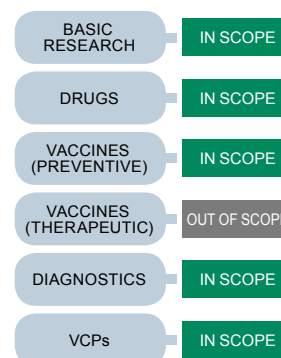 BASIC
RESEARCH
IN SCOPE
DRUGS
IN SCOPE
VACCINES
(PREVENTIVE)
IN SCOPE
VACCINES
(THERAPEUTIC)
OUT OF SCOPE
DIAGNOSTICS
IN SCOPE
VCPs
IN SCOPE